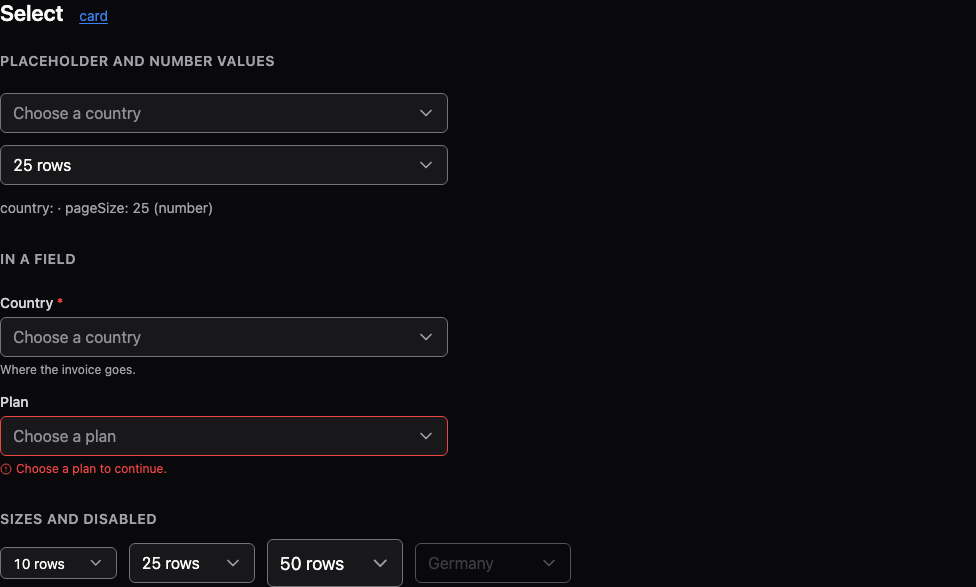 Select card
PLACEHOLDER AND NUMBER VALUES
Choose a country
25 rows
country: · pageSize: 25 (number)
IN A FIELD
Country *
Choose a country
Where the invoice goes.
Plan
Choose a plan
Choose a plan to continue.
SIZES AND DISABLED
10 rows 25 rows 50 rows Germany